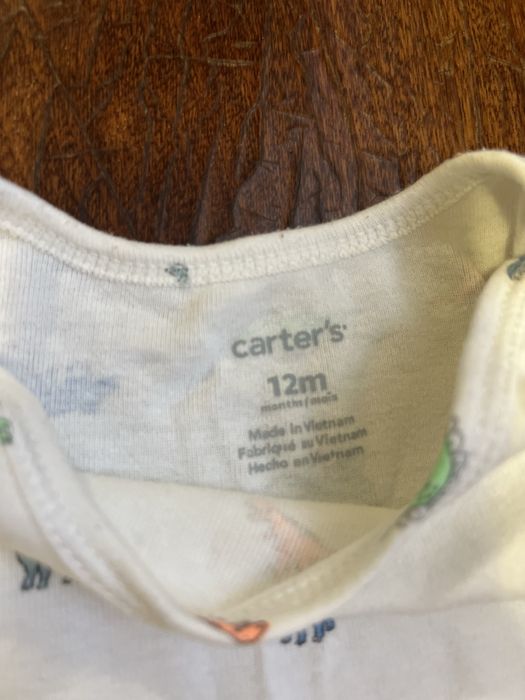 carter's
12m
months/mois
Made in Vietnam
Fabriqué au Vietnam
Hecho en Vietnam